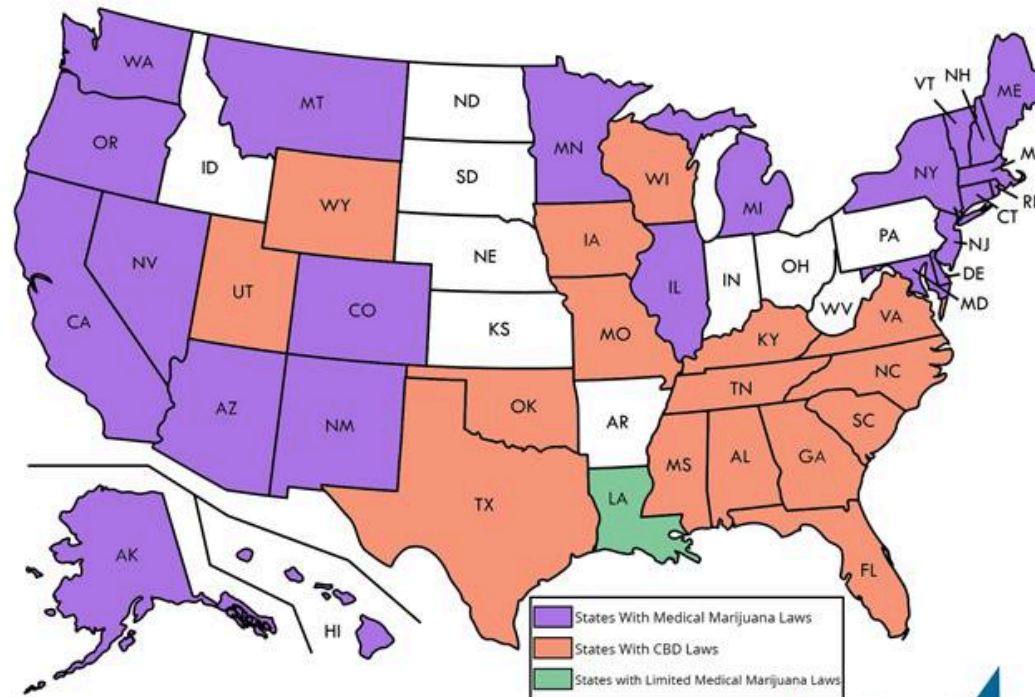 WA
MT
ND
MN
VT
NH
ME
OR
ID
SD
WI
MI
NY
M
RI
CT
WY
IA
PA
NJ
NE
IL
IN
OH
DE
MD
NV
UT
CO
WV
VA
CA
KS
MO
KY
NC
TN
AZ
NM
OK
AR
SC
MS
AL
GA
LA
TX
AK
FL
HI
States With Medical Marijuana Laws
States With CBD Laws
States with Limited Medical Marijuana Laws